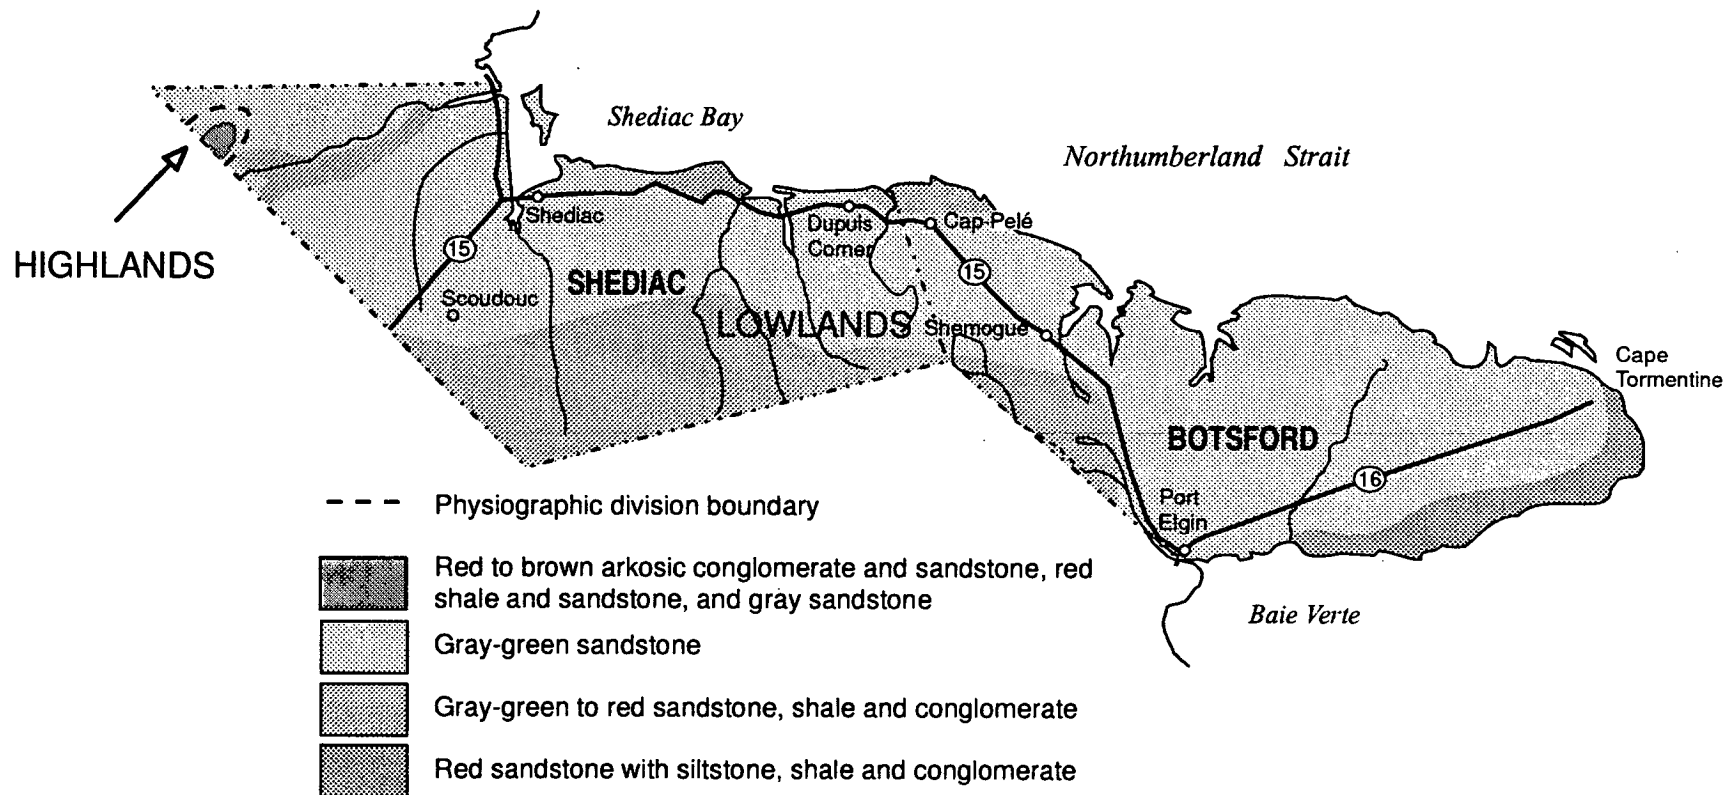 Shediac Bay
Northumberland Strait
HIGHLANDS
Shediac
Dupuis
Corner
Cap-Pelé
15
15
SHEDIAC
Scoudouc
LOWLANDS
Shemogue
Cape
Tormentine
BOTSFORD
16
Port
Elgin
Baie Verte
Physiographic division boundary
Red to brown arkosic conglomerate and sandstone, red
shale and sandstone, and gray sandstone
Gray-green sandstone
Gray-green to red sandstone, shale and conglomerate
Red sandstone with siltstone, shale and conglomerate